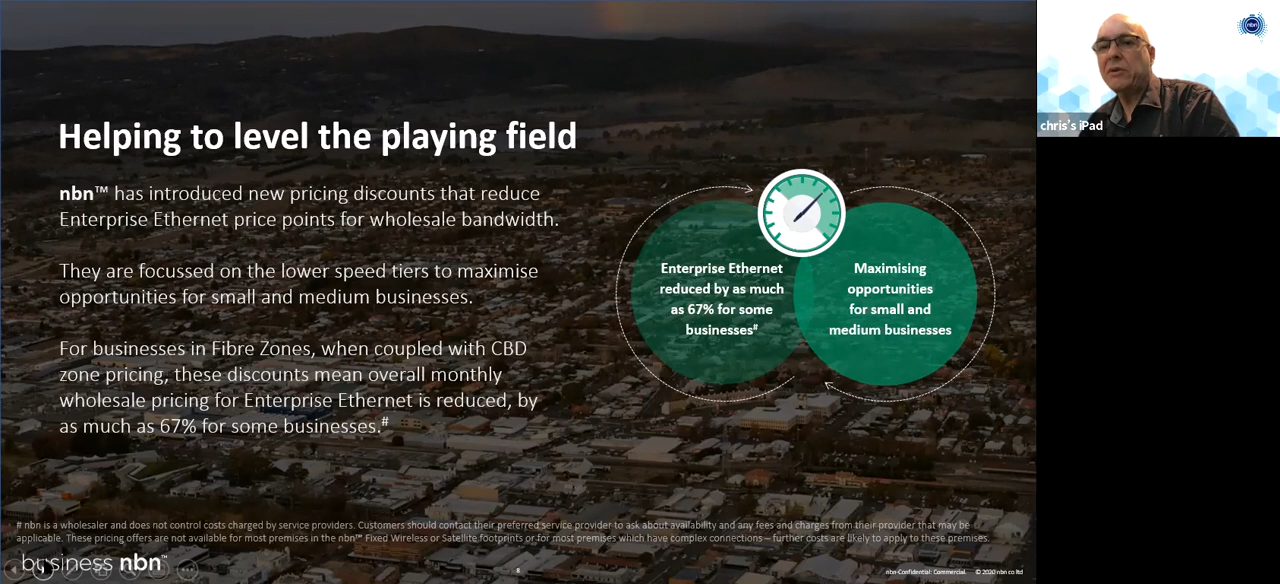 Helping to level the playing field
nbn™ has introduced new pricing discounts that reduce
Enterprise Ethernet price points for wholesale bandwidth.
They are focussed on the lower speed tiers to maximise
opportunities for small and medium businesses.
For businesses in Fibre Zones, when coupled with CBD
zone pricing, these discounts mean overall monthly
wholesale pricing for Enterprise Ethernet is reduced, by
as much as 67% for some businesses.#
Enterprise Ethernet
reduced by as much
as 67% for some
businesses#
Maximising
opportunities
for small and
medium businesses
# nbn is a wholesaler and does not control costs charged by service providers. Customers should contact their preferred service provider to ask about availability and any fees and charges from their provider that may be
applicable. These pricing offers are not available for most premises in the nbn™ Fixed Wireless or Satellite footprints or for most premises which have complex connections – further costs are likely to apply to these premises.
business nbn™
8
nbn-Confidential: Commercial. © 2020 nbn co ltd
nbn
chris's iPad